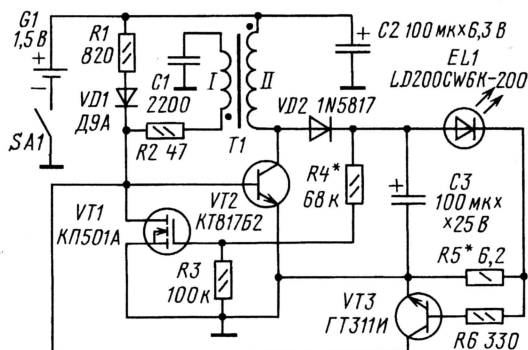 G1
1,5 В
+
−
SA1
R1
820
VD1
Д9А
C1
2200
I
II
T1
R2 47
+
C2 100 мк×6,3 В
EL1
LD200CW6K-200
VD2 1N5817
R4*
68 к
+
C3
100 мк×
×25 В
VT1
КП501А
VT2
КТ817Б2
R3
100 к
R5* 6,2
VT3
ГТ311И
R6 330